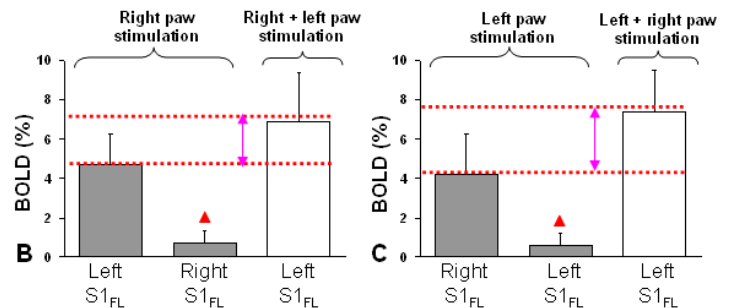 Right paw stimulation
Right + left paw stimulation
BOLD (%)
10
8
6
4
2
0
B
Left S1FL
Right S1FL
Left S1FL
Left paw stimulation
Left + right paw stimulation
BOLD (%)
10
8
6
4
2
0
C
Right S1FL
Left S1FL
Left S1FL